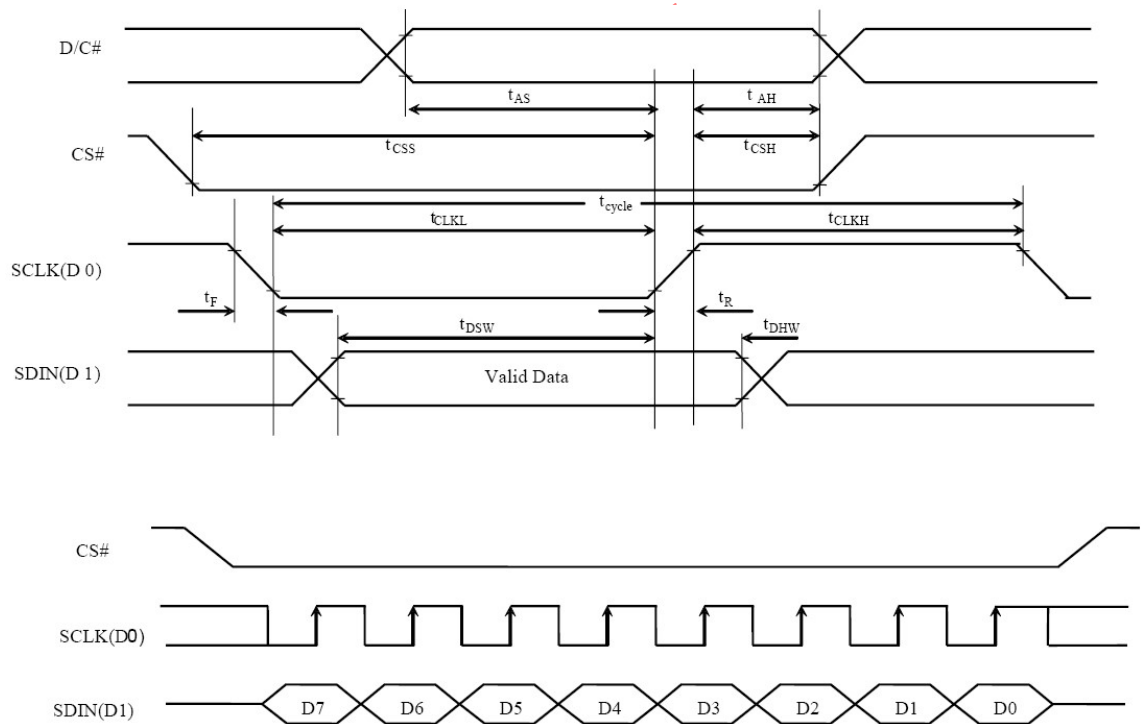 D/C#
tAS
t AH
CS#
tCSS
tCSH
tcycle
tCLKL
tCLKH
SCLK(D 0)
tF
tR
tDSW
tDHW
SDIN(D 1)
Valid Data
CS#
SCLK(D0)
SDIN(D1)
D7 D6 D5 D4 D3 D2 D1 D0